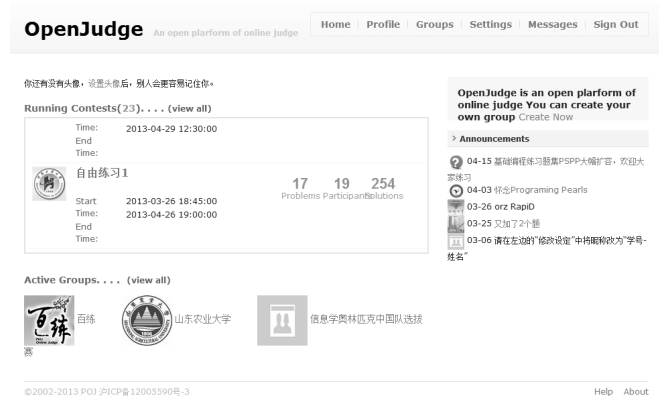 OpenJudge An open plarform of online judge
Home Profile Groups Settings Messages Sign Out
你还有没有头像，设置头像后，别人会更容易记住你。
Running Contests(23). . . . (view all)
Time: 2013-04-29 12:30:00
End
Time:
自由练习1
17 19 254
Problems Participants Solutions
Start 2013-03-26 18:45:00
Time: 2013-04-26 19:00:00
End
Time:
Active Groups. . . . (view all)
百练
山东农业大学
信息学奥林匹克中国队选拔
赛
OpenJudge is an open plarform of
online judge You can create your
own group Create Now
> Announcements
04-15 基础编程练习题集PSPP大幅扩容，欢迎大
家练习
04-03 怀念Programing Pearls
03-26 orz RapiD
03-25 又加了2个题
03-06 请在左边的"修改设定"中将昵称改为"学号-
姓名"
©2002-2013 POJ 沪ICP备12005590号-3
Help About